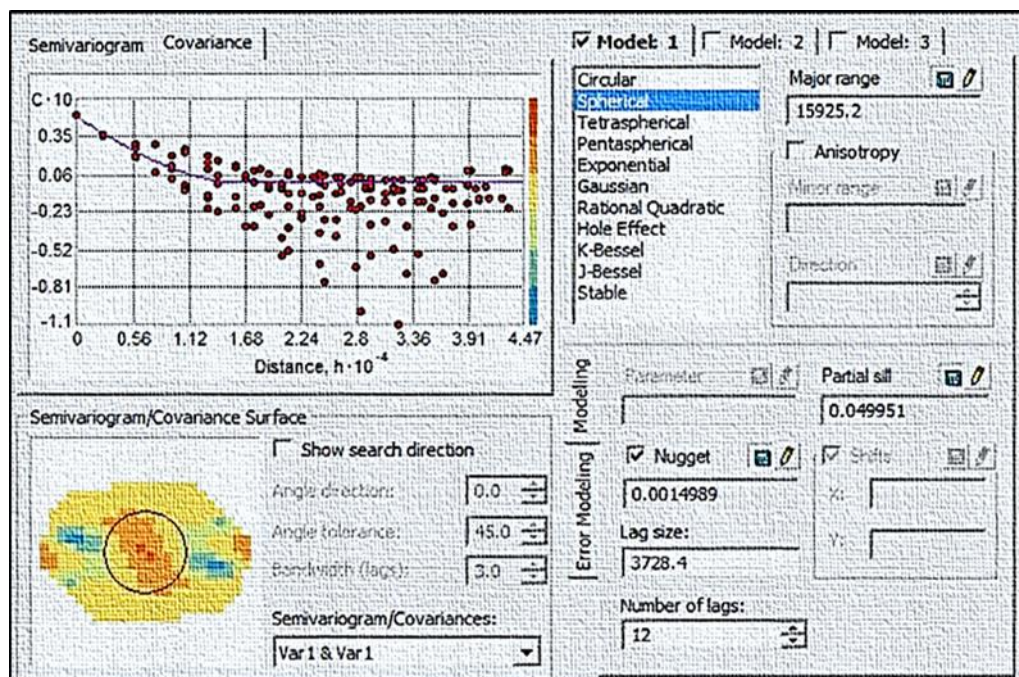 Semivariogram Covariance
C · 10
0.35
0.06
-0.23
-0.52
-0.81
-1.1
0 0.56 1.12 1.68 2.24 2.8 3.36 3.91 4.47
Distance, h · 10⁻⁴
Semivariogram/Covariance Surface
Show search direction
Angle direction: 0.0
Angle tolerance: 45.0
Bandwidth (lags): 3.0
Semivariogram/Covariances:
Var1 & Var1
Model: 1 Model: 2 Model: 3
Circular
Spherical
Tetraspherical
Pentaspherical
Exponential
Gaussian
Rational Quadratic
Hole Effect
K-Bessel
J-Bessel
Stable
Major range
15925.2
Anisotropy
Minor range
Direction
Modeling
Error Modeling
Parameter
Partial sill
0.049951
Nugget
0.0014989
Shifts
X:
Y:
Lag size:
3728.4
Number of lags:
12